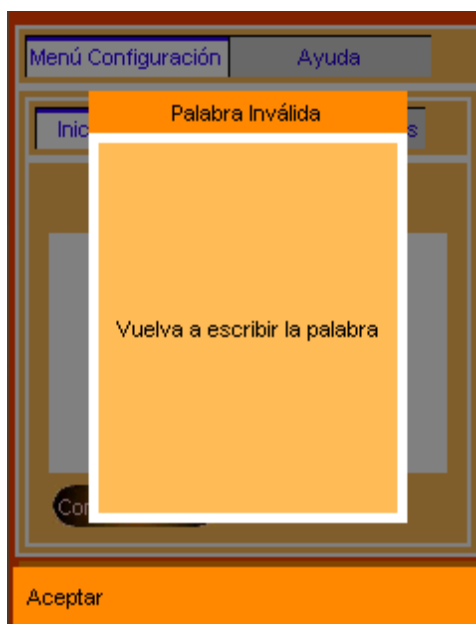 Menú Configuración
Ayuda
Palabra Inválida
Vuelva a escribir la palabra
Aceptar